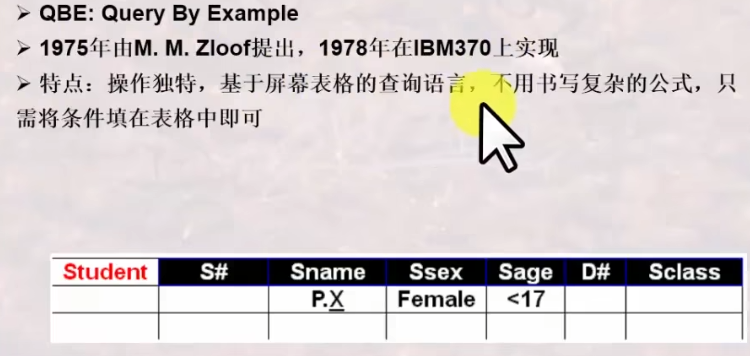 ➤ QBE: Query By Example
➤ 1975年由M. M. Zloof提出，1978年在IBM370上实现
➤ 特点：操作独特，基于屏幕表格的查询语言，不用书写复杂的公式，只
需将条件填在表格中即可
Student S# Sname Ssex Sage D# Sclass
P.X Female <17